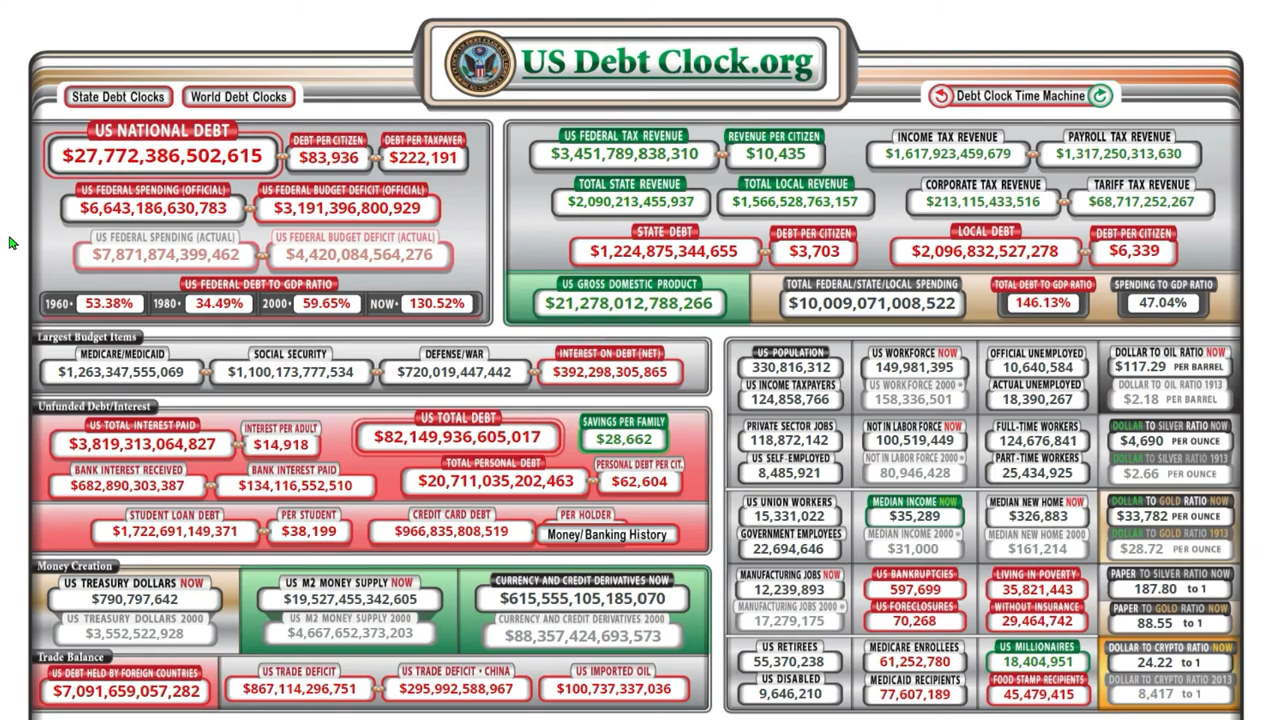 US Debt Clock.org
State Debt Clocks
World Debt Clocks
Debt Clock Time Machine
US NATIONAL DEBT
$27,772,386,502,615
DEBT PER CITIZEN
$83,936
DEBT PER TAXPAYER
$222,191
US FEDERAL SPENDING (OFFICIAL)
$6,643,186,630,783
US FEDERAL BUDGET DEFICIT (OFFICIAL)
$3,191,396,800,929
US FEDERAL SPENDING (ACTUAL)
$7,871,874,399,462
US FEDERAL BUDGET DEFICIT (ACTUAL)
$4,420,084,564,276
US FEDERAL DEBT TO GDP RATIO
1960• 53.38% 1980• 34.49% 2000• 59.65% NOW• 130.52%
US FEDERAL TAX REVENUE
$3,451,789,838,310
REVENUE PER CITIZEN
$10,435
INCOME TAX REVENUE
$1,617,923,459,679
PAYROLL TAX REVENUE
$1,317,250,313,630
TOTAL STATE REVENUE
$2,090,213,455,937
TOTAL LOCAL REVENUE
$1,566,528,763,157
CORPORATE TAX REVENUE
$213,115,433,516
TARIFF TAX REVENUE
$68,717,252,267
STATE DEBT
$1,224,875,344,655
DEBT PER CITIZEN
$3,703
LOCAL DEBT
$2,096,832,527,278
DEBT PER CITIZEN
$6,339
US GROSS DOMESTIC PRODUCT
$21,278,012,788,266
TOTAL FEDERAL/STATE/LOCAL SPENDING
$10,009,071,008,522
TOTAL DEBT TO GDP RATIO
146.13%
SPENDING TO GDP RATIO
47.04%
Largest Budget Items
MEDICARE/MEDICAID
$1,263,347,555,069
SOCIAL SECURITY
$1,100,173,777,534
DEFENSE/WAR
$720,019,447,442
INTEREST ON DEBT (NET)
$392,298,305,865
Unfunded Debt/Interest
US TOTAL INTEREST PAID
$3,819,313,064,827
INTEREST PER ADULT
$14,918
US TOTAL DEBT
$82,149,936,605,017
SAVINGS PER FAMILY
$28,662
BANK INTEREST RECEIVED
$682,890,303,387
BANK INTEREST PAID
$134,116,552,510
TOTAL PERSONAL DEBT
$20,711,035,202,463
PERSONAL DEBT PER CIT.
$62,604
STUDENT LOAN DEBT
$1,722,691,149,371
PER STUDENT
$38,199
CREDIT CARD DEBT
$966,835,808,519
PER HOLDER
Money/Banking History
Money Creation
US TREASURY DOLLARS NOW
$790,797,642
US TREASURY DOLLARS 2000
$3,552,522,928
US M2 MONEY SUPPLY NOW
$19,527,455,342,605
US M2 MONEY SUPPLY 2000
$4,667,652,373,203
CURRENCY AND CREDIT DERIVATIVES NOW
$615,555,105,185,070
CURRENCY AND CREDIT DERIVATIVES 2000
$88,357,424,693,573
Trade Balance
US DEBT HELD BY FOREIGN COUNTRIES
$7,091,659,057,282
US TRADE DEFICIT
$867,114,296,751
US TRADE DEFICIT • CHINA
$295,992,588,967
US IMPORTED OIL
$100,737,337,036
US POPULATION
330,816,312
US INCOME TAXPAYERS
124,858,766
US WORKFORCE NOW
149,981,395
US WORKFORCE 2000
158,336,501
OFFICIAL UNEMPLOYED
10,640,584
ACTUAL UNEMPLOYED
18,390,267
DOLLAR TO OIL RATIO NOW
$117.29 PER BARREL
DOLLAR TO OIL RATIO 1913
$2.18 PER BARREL
PRIVATE SECTOR JOBS
118,872,142
US SELF-EMPLOYED
8,485,921
NOT IN LABOR FORCE NOW
100,519,449
NOT IN LABOR FORCE 2000
80,946,428
FULL-TIME WORKERS
124,676,841
PART-TIME WORKERS
25,434,925
DOLLAR TO SILVER RATIO NOW
$4,690 PER OUNCE
DOLLAR TO SILVER RATIO 1913
$2.66 PER OUNCE
US UNION WORKERS
15,331,022
GOVERNMENT EMPLOYEES
22,694,646
MEDIAN INCOME NOW
$35,289
MEDIAN INCOME 2000
$31,000
MEDIAN NEW HOME NOW
$326,883
MEDIAN NEW HOME 2000
$161,214
DOLLAR TO GOLD RATIO NOW
$33,782 PER OUNCE
DOLLAR TO GOLD RATIO 1913
$28.72 PER OUNCE
MANUFACTURING JOBS NOW
12,239,893
MANUFACTURING JOBS 2000
17,279,175
US BANKRUPTCIES
597,699
US FORECLOSURES
70,268
LIVING IN POVERTY
35,821,443
WITHOUT INSURANCE
29,464,742
PAPER TO SILVER RATIO NOW
187.80 to 1
PAPER TO GOLD RATIO NOW
88.55 to 1
US RETIREES
55,370,238
US DISABLED
9,646,210
MEDICARE ENROLLEES
61,252,780
MEDICAID RECIPIENTS
77,607,189
US MILLIONAIRES
18,404,951
FOOD STAMP RECIPIENTS
45,479,415
DOLLAR TO CRYPTO RATIO NOW
24.22 to 1
DOLLAR TO CRYPTO RATIO 2013
8,417 to 1